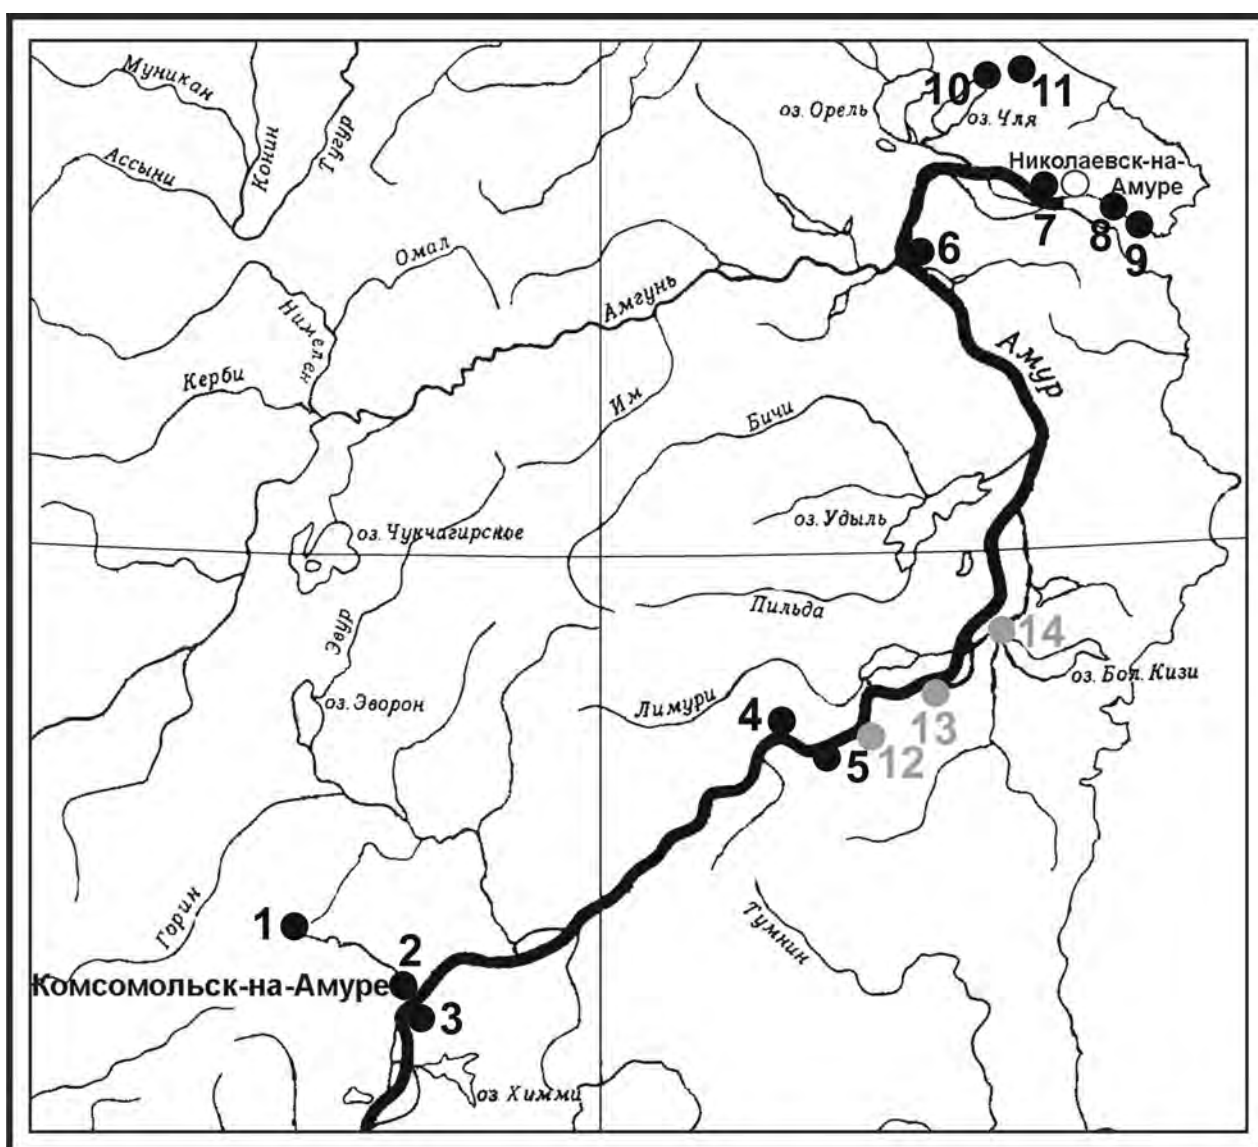 Муникан
Ассыни
Конин
Тугур
10
11
оз. Орель
оз. Чля
Николаевск-на-
Амуре
7
8
9
6
Омал
Нимелен
Амгунь
Керби
Им
Бичи
Амур
оз. Удыль
оз. Чукчагирское
Пильда
Эвур
14
оз. Бол. Кизи
оз. Эворон
Лимури
4
13
5
12
Горин
1
2
Тумнин
Комсомольск-на-Амуре
3
оз. Химми